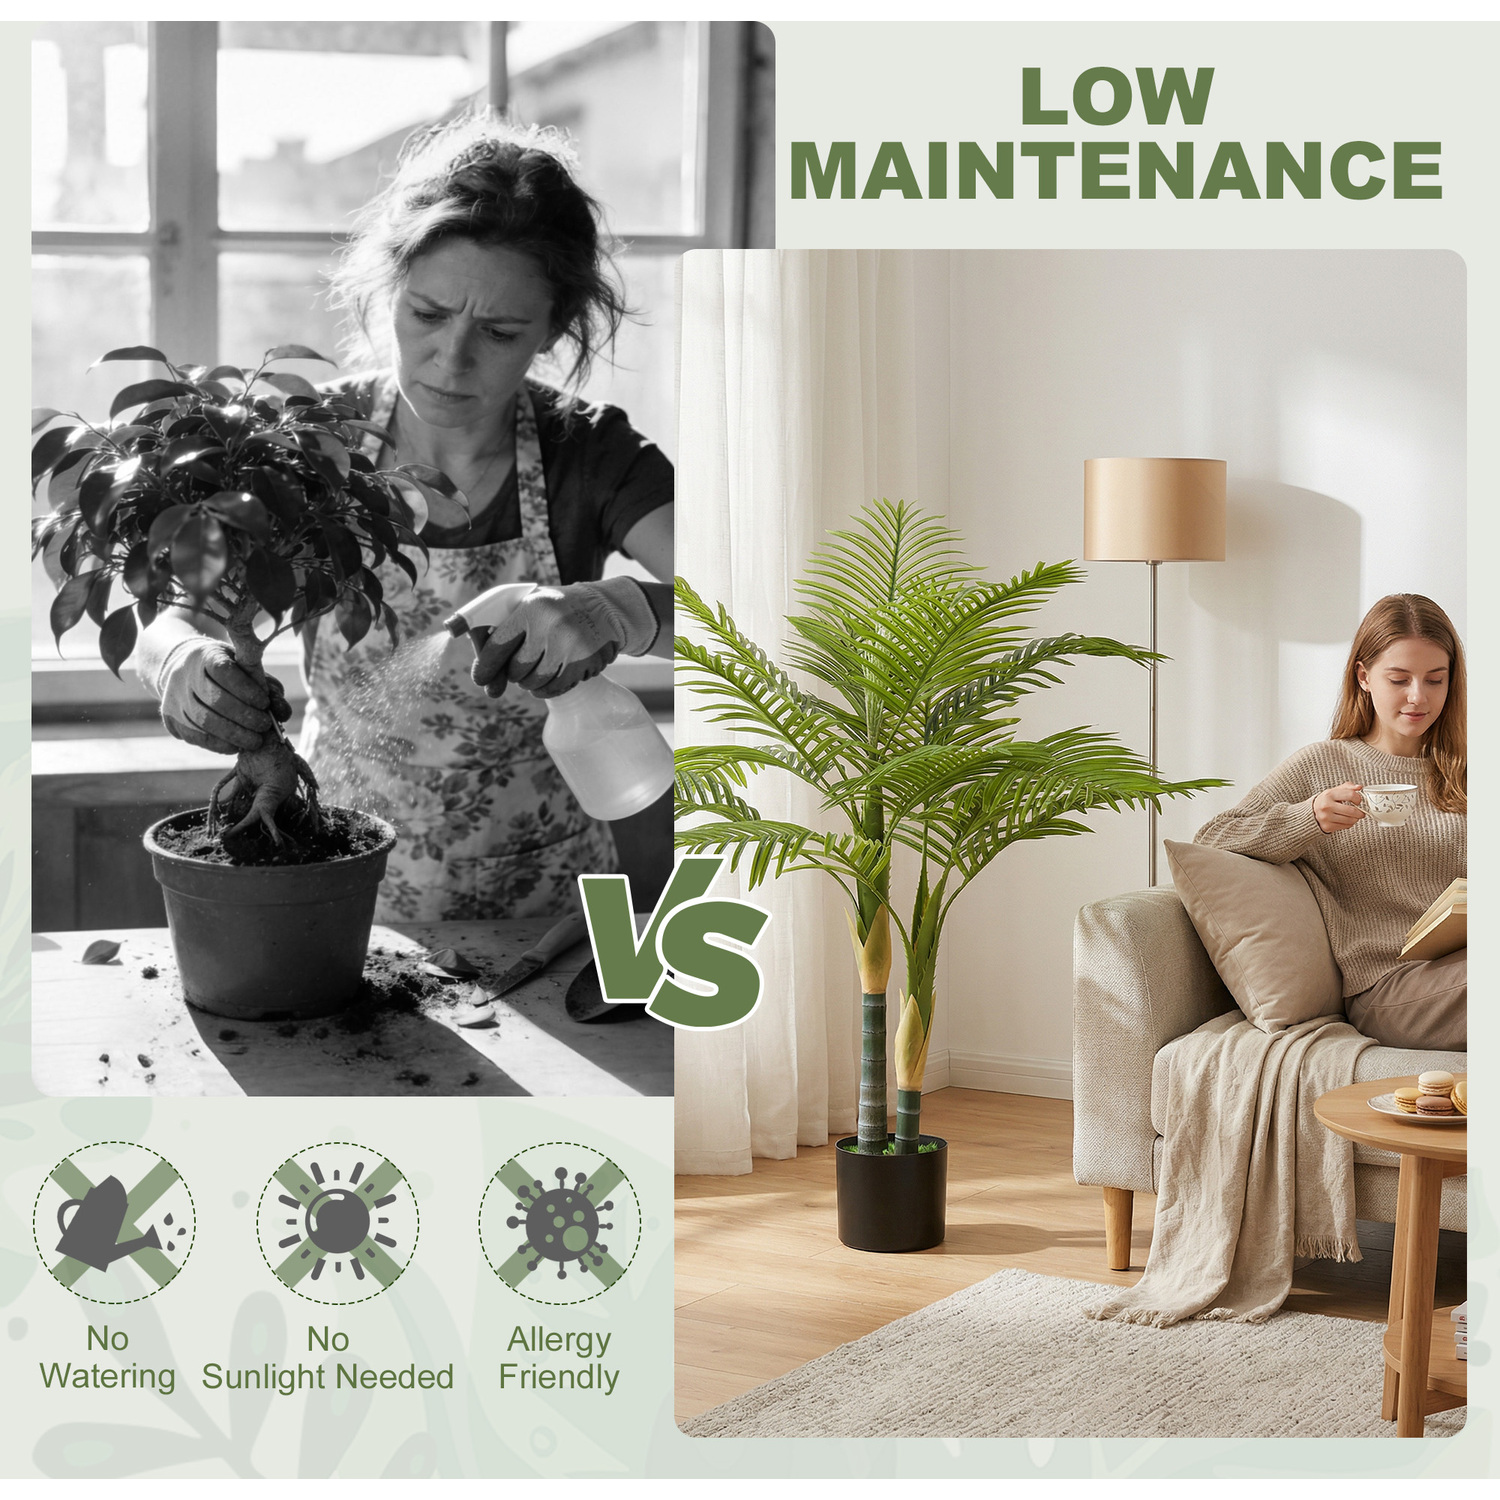 LOW
MAINTENANCE
VS
No
Watering
No
Sunlight Needed
Allergy
Friendly